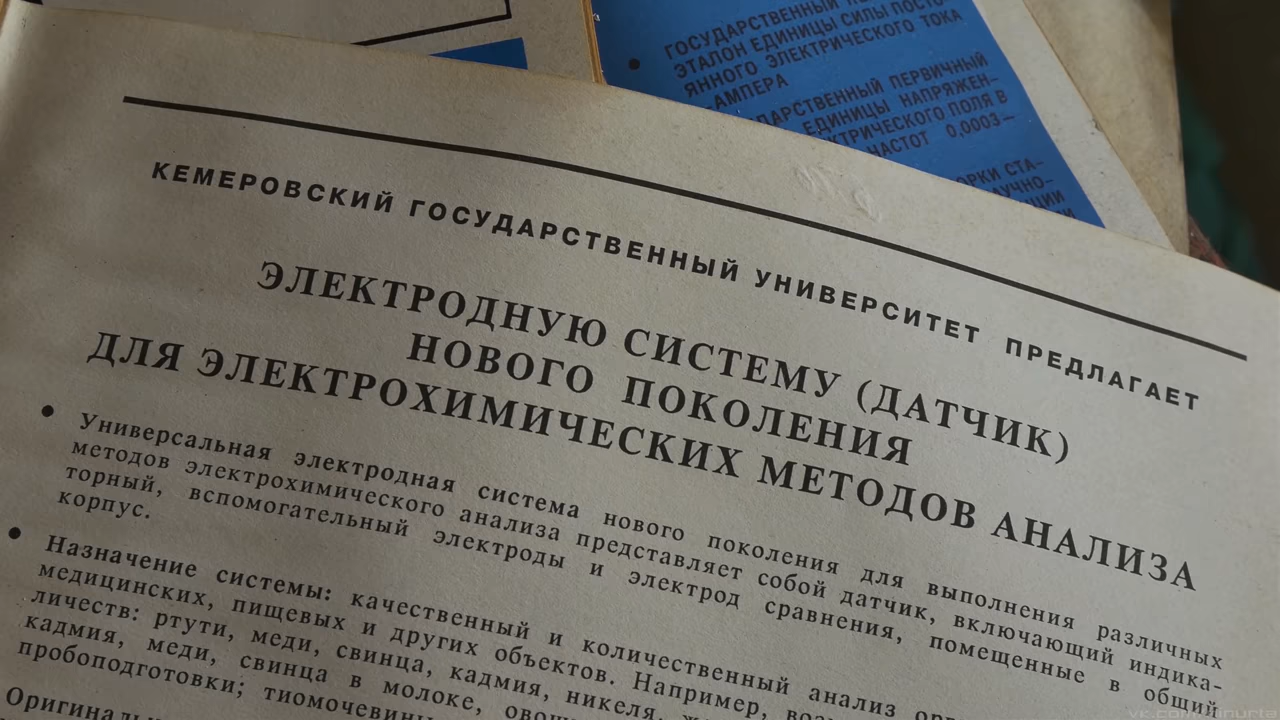 ГОСУДАРСТВЕННЫЙ
ЭТАЛОН ЕДИНИЦЫ СИЛЫ ПОСТО-
ЯННОГО ЭЛЕКТРИЧЕСКОГО ТОКА
АМПЕРА
ПЕРВИЧНЫЙ
ЕДИНИЦЫ НАПРЯЖЕН-
ПОЛЯ В
ЧАСТОТ 0,0003—
КЕМЕРОВСКИЙ ГОСУДАРСТВЕННЫЙ УНИВЕРСИТЕТ ПРЕДЛАГАЕТ
ЭЛЕКТРОДНУЮ СИСТЕМУ (ДАТЧИК)
НОВОГО ПОКОЛЕНИЯ
ДЛЯ ЭЛЕКТРОХИМИЧЕСКИХ МЕТОДОВ АНАЛИЗА
• Универсальная электродная система нового поколения для выполнения различных
методов электрохимического анализа представляет собой датчик, включающий индика-
торный, вспомогательный электроды и электрод сравнения, помещенные в общий
корпус.
• Назначение системы: качественный и количественный анализ
медицинских, пищевых и других объектов. Например,
личеств: ртути, меди, свинца, кадмия, никеля,
кадмия, меди, свинца в молоке,
пробоподготовки;